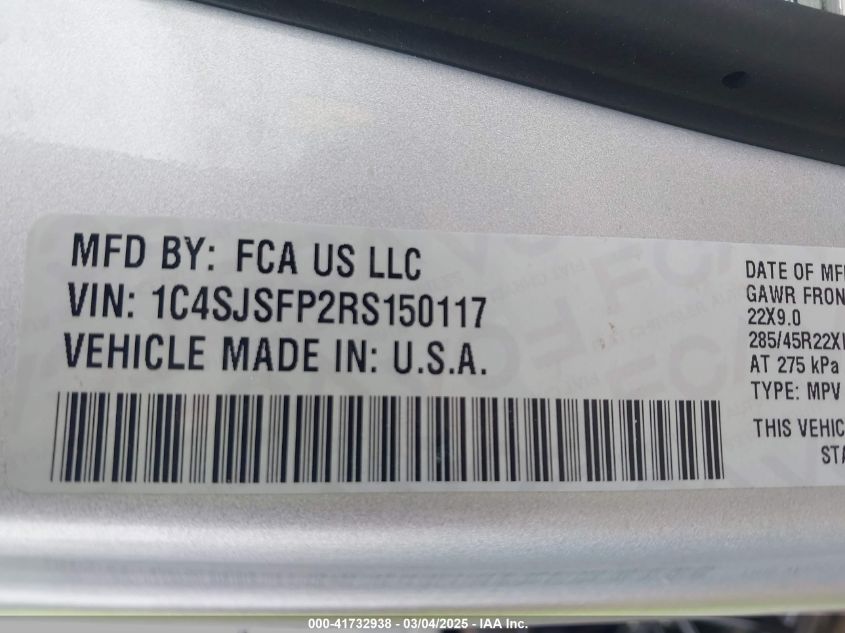 MFD BY: FCA US LLC
VIN: 1C4SJSFP2RS150117
VEHICLE MADE IN: U.S.A.
DATE OF MF
GAWR FRON
22X9.0
285/45R22X
AT 275 kPa
TYPE: MPV
THIS VEHIC
STA
000-41732938 - 03/04/2025 - IAA Inc.